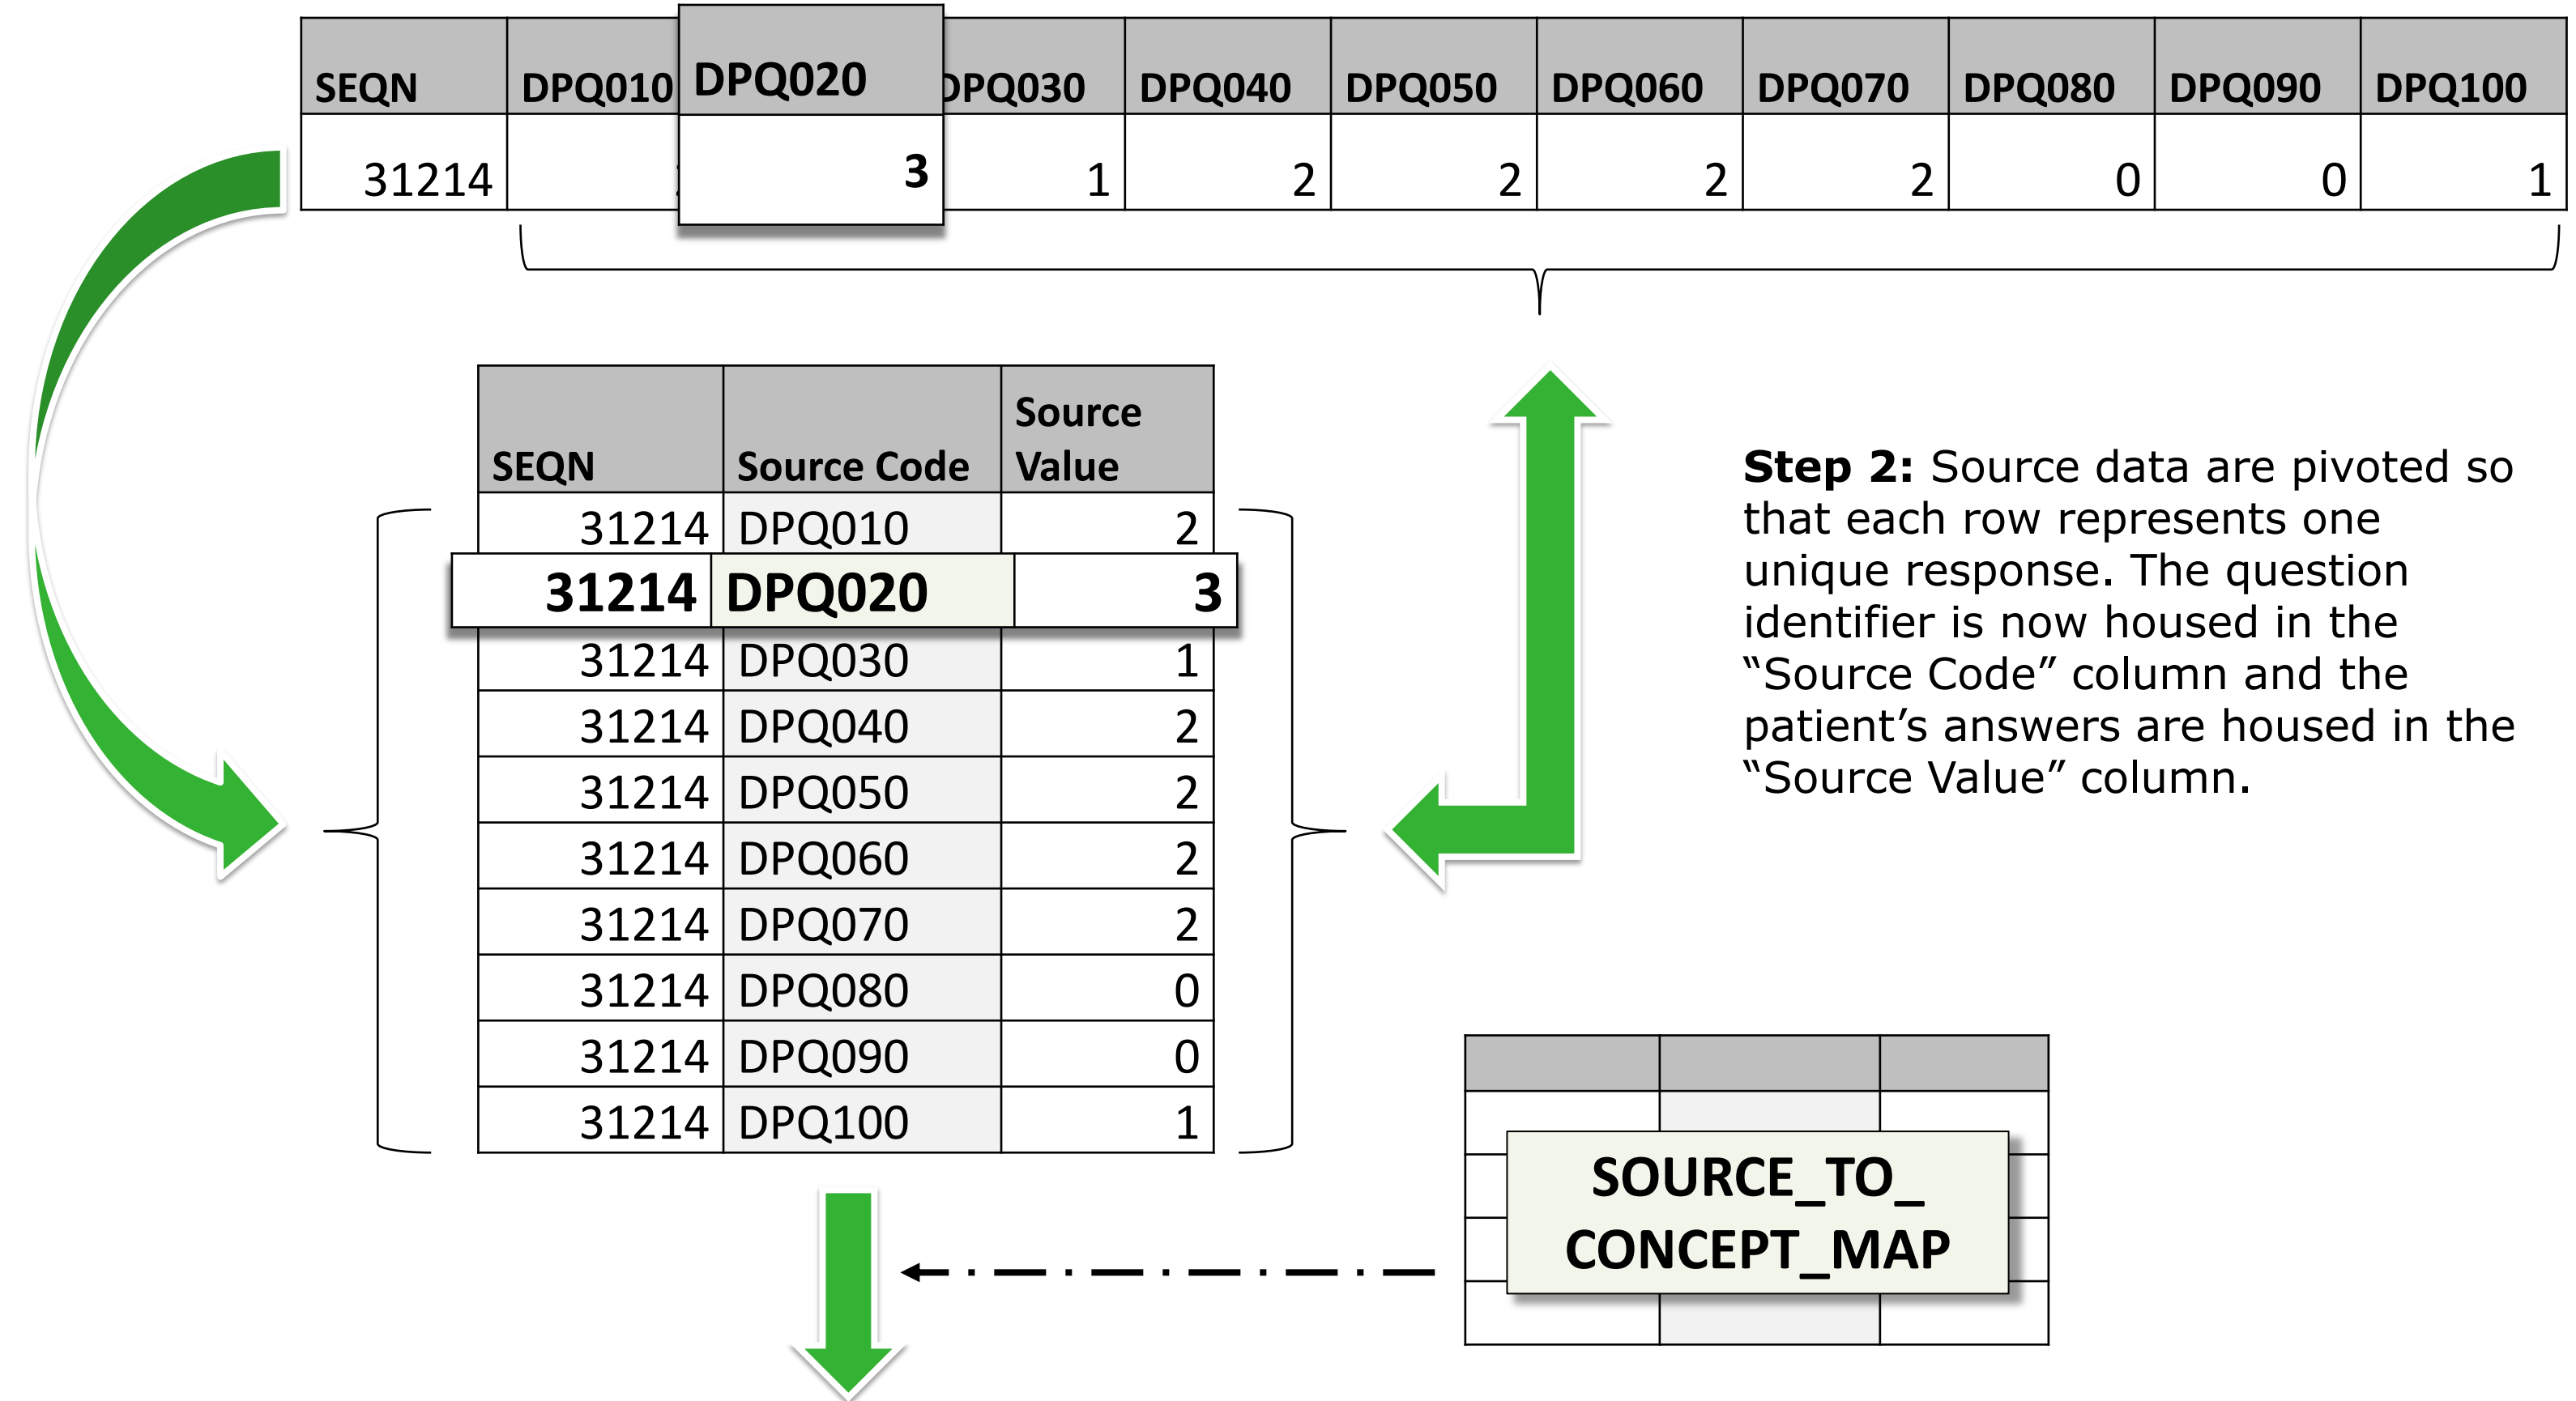 SEQN DPQ010 DPQ020 DPQ030 DPQ040 DPQ050 DPQ060 DPQ070 DPQ080 DPQ090 DPQ100
31214 3 1 2 2 2 2 0 0 1
SEQN Source Code Source Value
31214 DPQ010 2
31214 DPQ020 3
31214 DPQ030 1
31214 DPQ040 2
31214 DPQ050 2
31214 DPQ060 2
31214 DPQ070 2
31214 DPQ080 0
31214 DPQ090 0
31214 DPQ100 1
Step 2: Source data are pivoted so
that each row represents one
unique response. The question
identifier is now housed in the
“Source Code” column and the
patient’s answers are housed in the
“Source Value” column.
SOURCE_TO_
CONCEPT_MAP